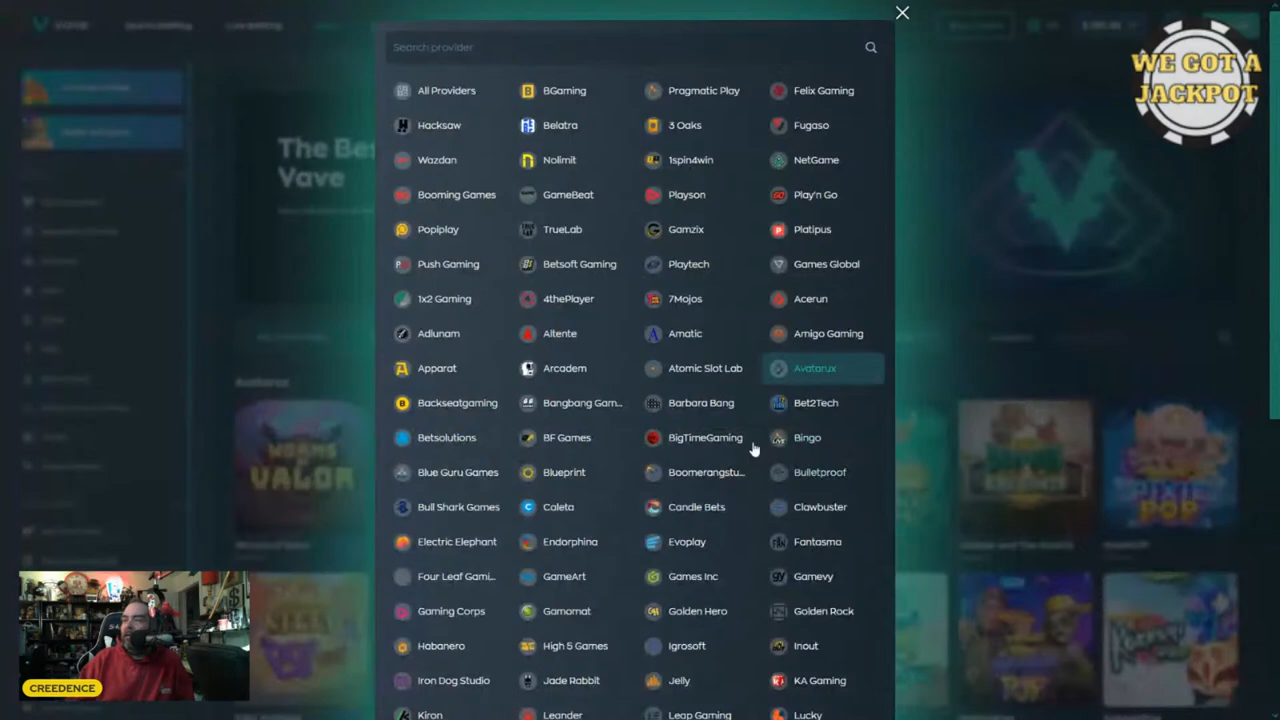 Search provider
WE GOT A
JACKPOT
All Providers BGaming Pragmatic Play Felix Gaming
Hacksaw Belatra 3 Oaks Fugaso
Wazdan Nolimit 1spin4win NetGame
Booming Games GameBeat Playson Play'n Go
Popiplay TrueLab Gamzix Platipus
Push Gaming Betsoft Gaming Playtech Games Global
1x2 Gaming 4thePlayer 7Mojos Acerun
Adlunam Altente Amatic Amigo Gaming
Apparat Arcadem Atomic Slot Lab Avatarux
Backseatgaming Bangbang Gam... Barbara Bang Bet2Tech
Betsolutions BF Games BigTimeGaming Bingo
Blue Guru Games Blueprint Boomerangstu... Bulletproof
Bull Shark Games Caleta Candle Bets Clawbuster
Electric Elephant Endorphina Evoplay Fantasma
Four Leaf Gami... GameArt Games Inc Gamevy
Gaming Corps Gamomat Golden Hero Golden Rock
Habanero High 5 Games Igrosoft Inout
Iron Dog Studio Jade Rabbit Jelly KA Gaming
Kiron Leander Leap Gaming Lucky
The Bes
Vave
VALOR
PIXIE
POP
CREEDENCE